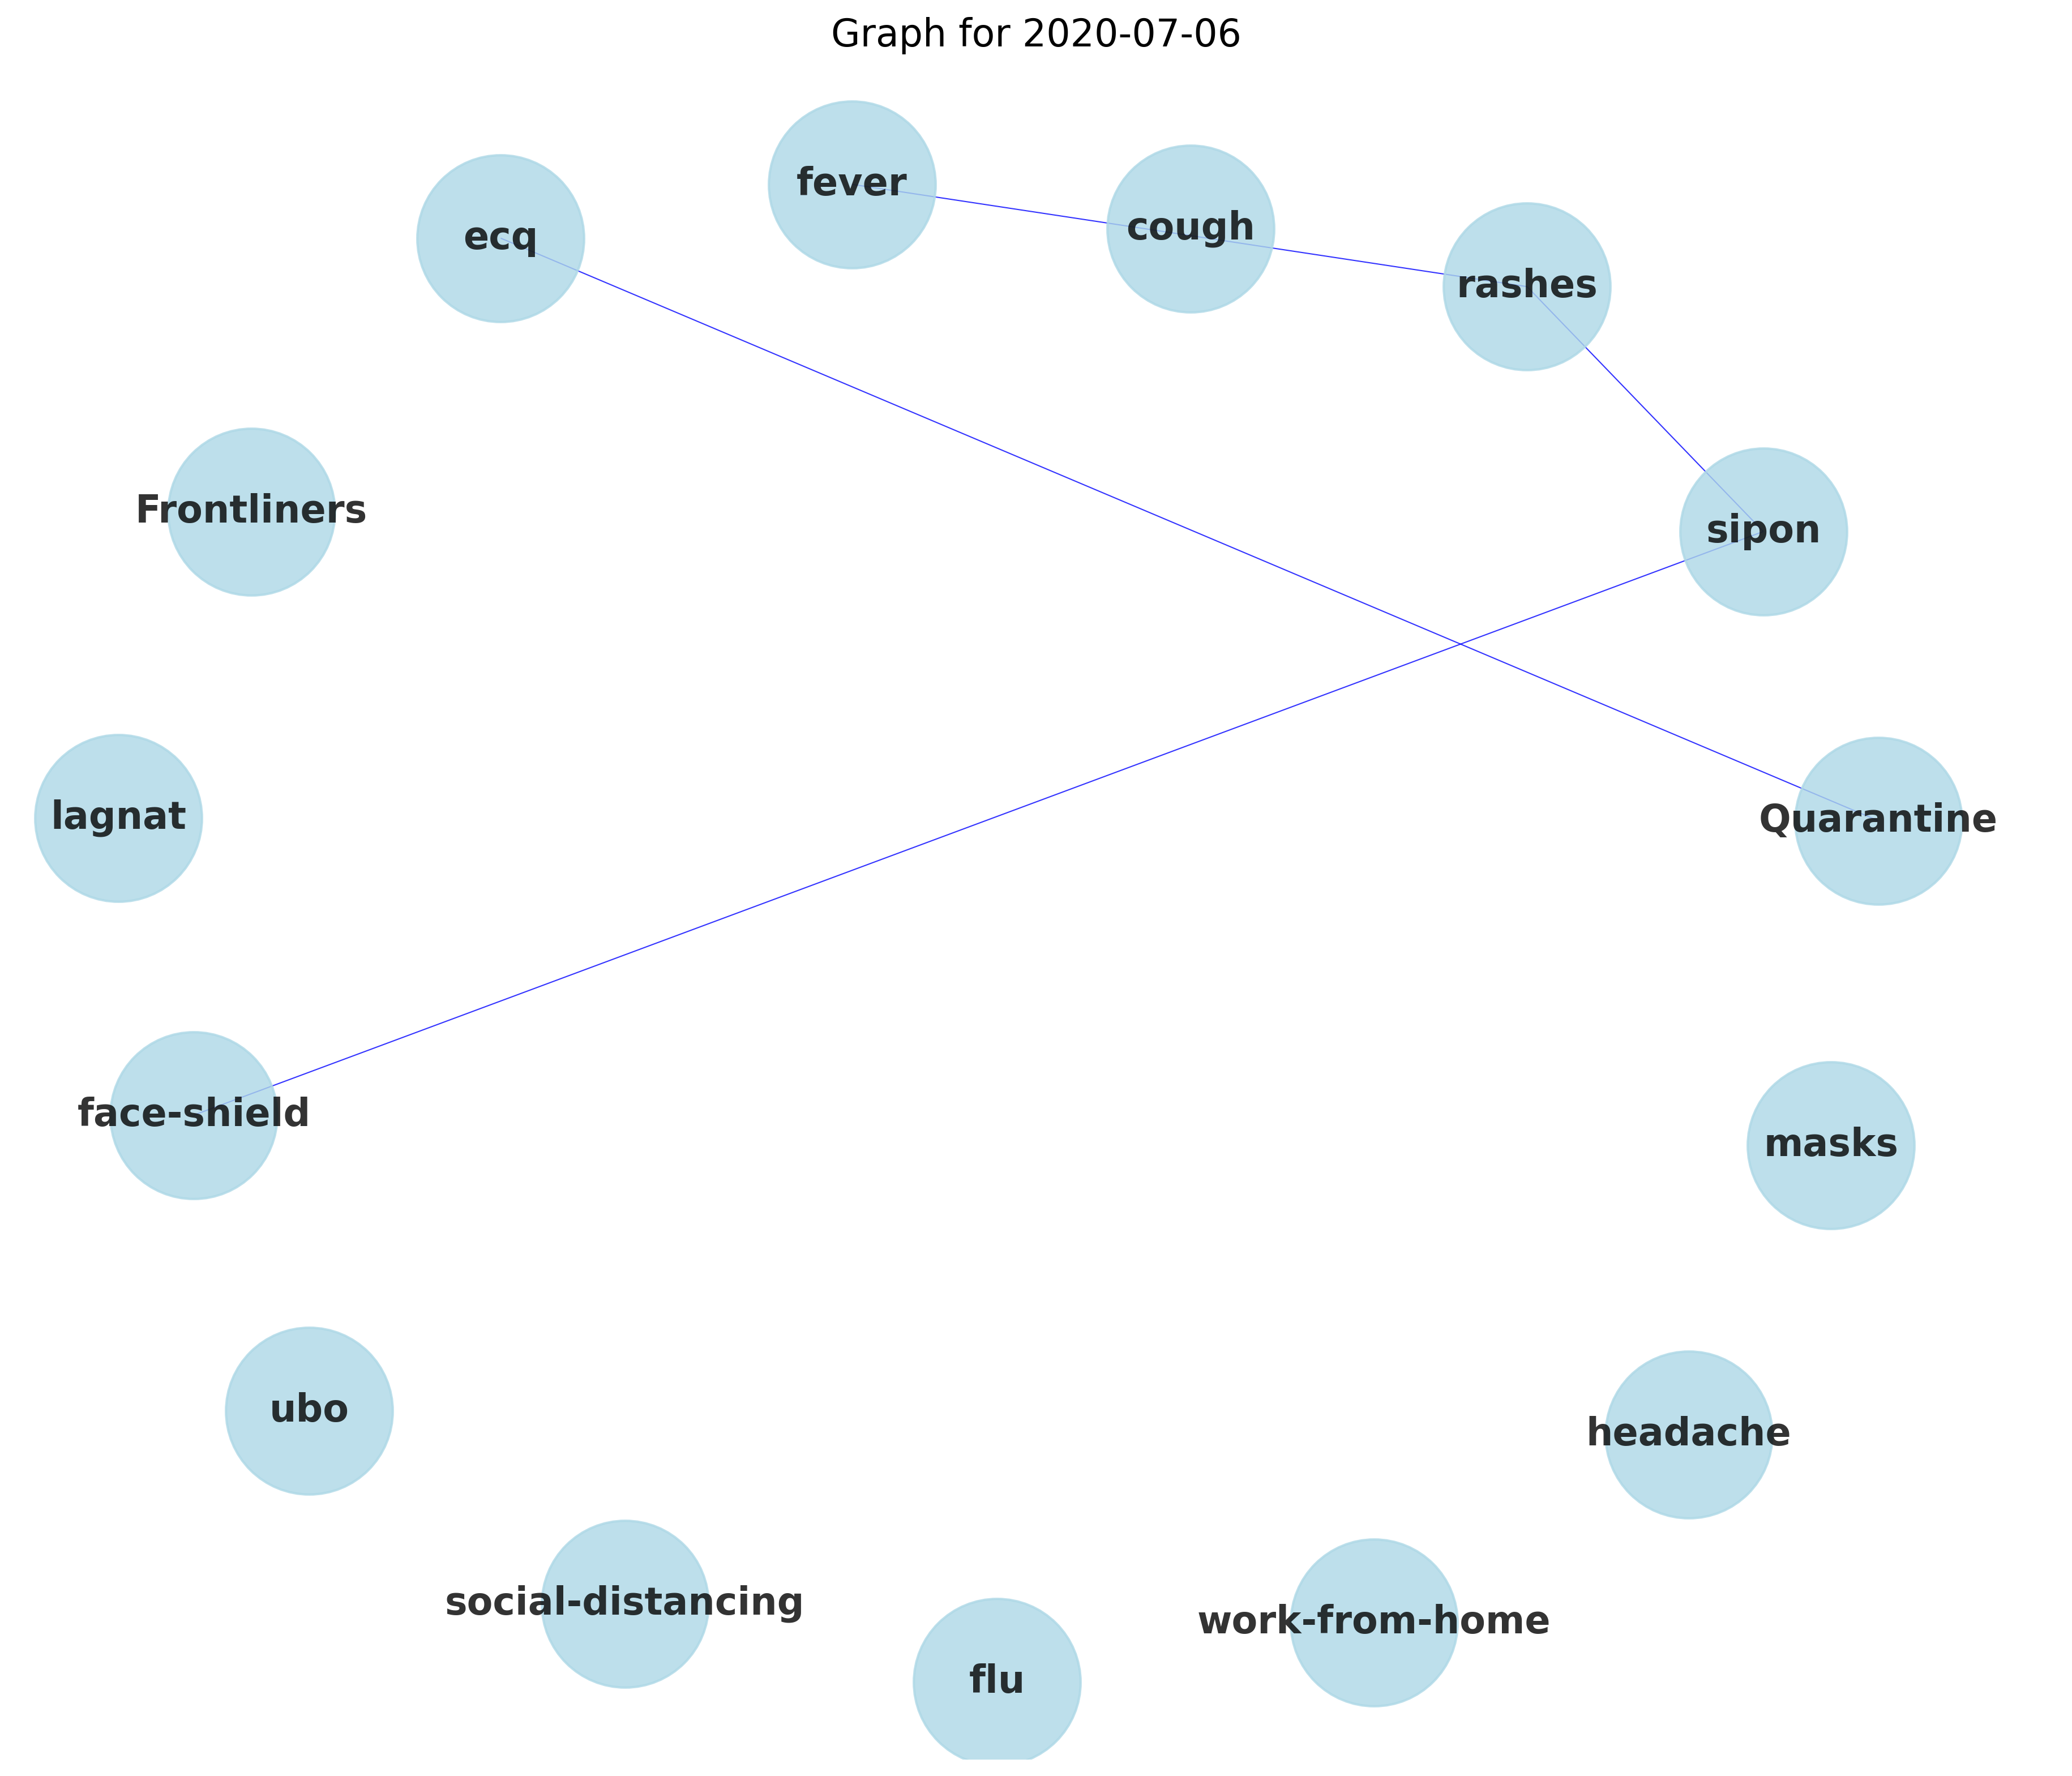 Graph for 2020-07-06
fever
cough
ecq
rashes
Frontliners
sipon
lagnat
Quarantine
face-shield
masks
ubo
headache
social-distancing
work-from-home
flu